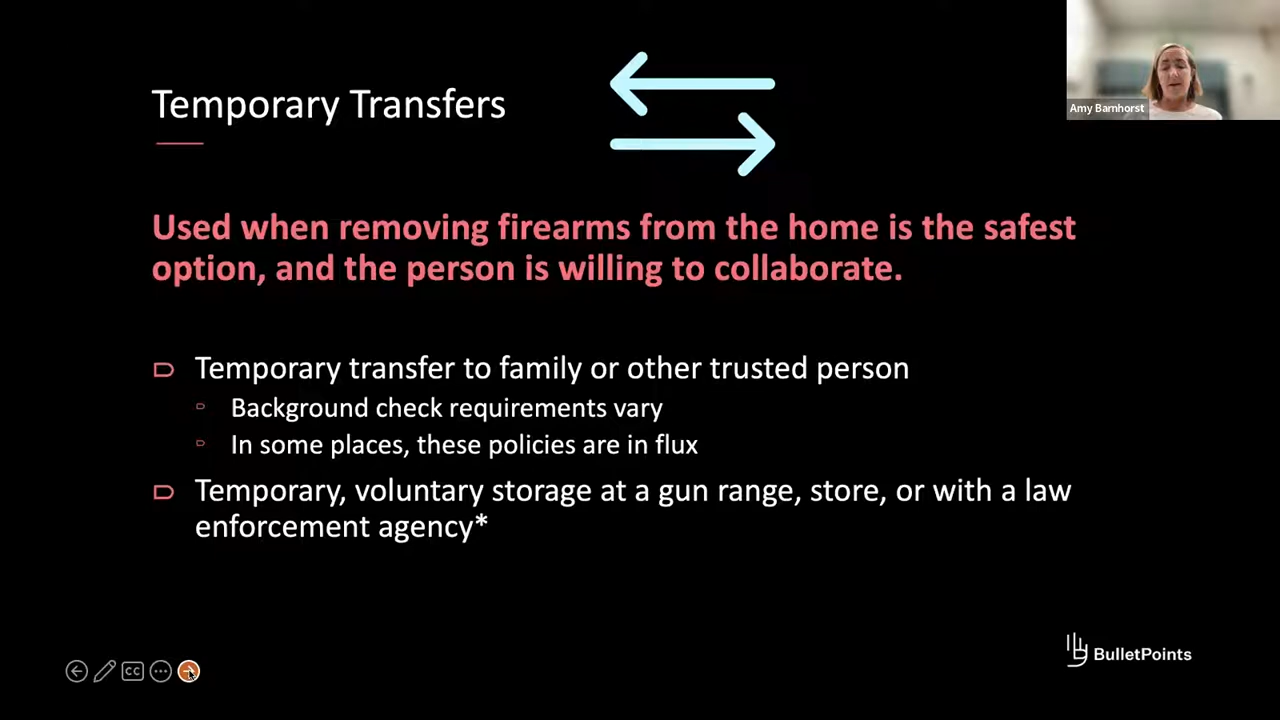 Temporary Transfers
Amy Barnhorst
Used when removing firearms from the home is the safest
option, and the person is willing to collaborate.
Temporary transfer to family or other trusted person
Background check requirements vary
In some places, these policies are in flux
Temporary, voluntary storage at a gun range, store, or with a law
enforcement agency*
CC
BulletPoints